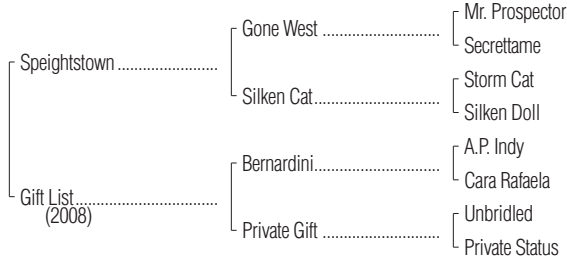 Mr. Prospector
Gone West ..............................
Secrettame
Speightstown .........................
Storm Cat
Silken Cat................................
Silken Doll
A.P. Indy
Bernardini................................
Cara Rafaela
Gift List...................................
(2008)
Unbridled
Private Gift ..............................
Private Status